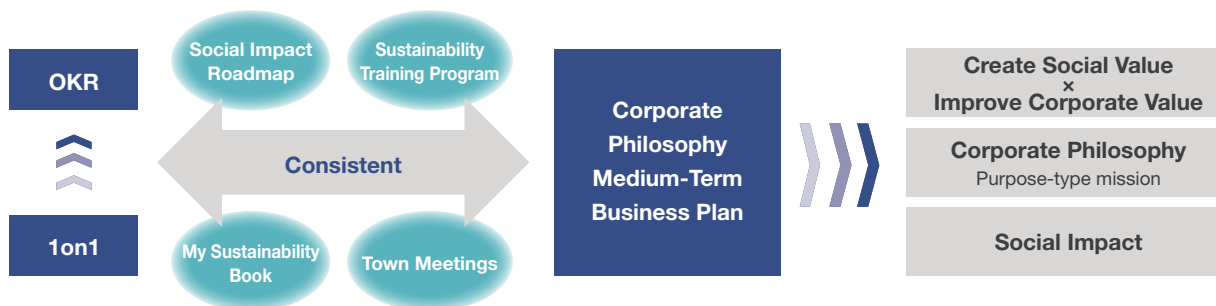 OKR
1on1
Social Impact
Roadmap
Sustainability
Training Program
Consistent
My Sustainability
Book
Town Meetings
Corporate
Philosophy
Medium-Term
Business Plan
Create Social Value
×
Improve Corporate Value
Corporate Philosophy
Purpose-type mission
Social Impact